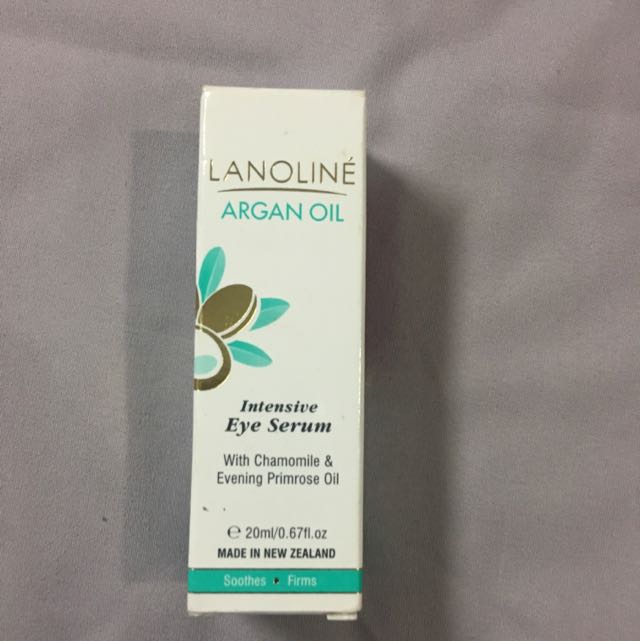 LANOLINÉ
ARGAN OIL
Intensive
Eye Serum
With Chamomile &
Evening Primrose Oil
℮ 20ml/0.67fl.oz
MADE IN NEW ZEALAND
Soothes • Firms